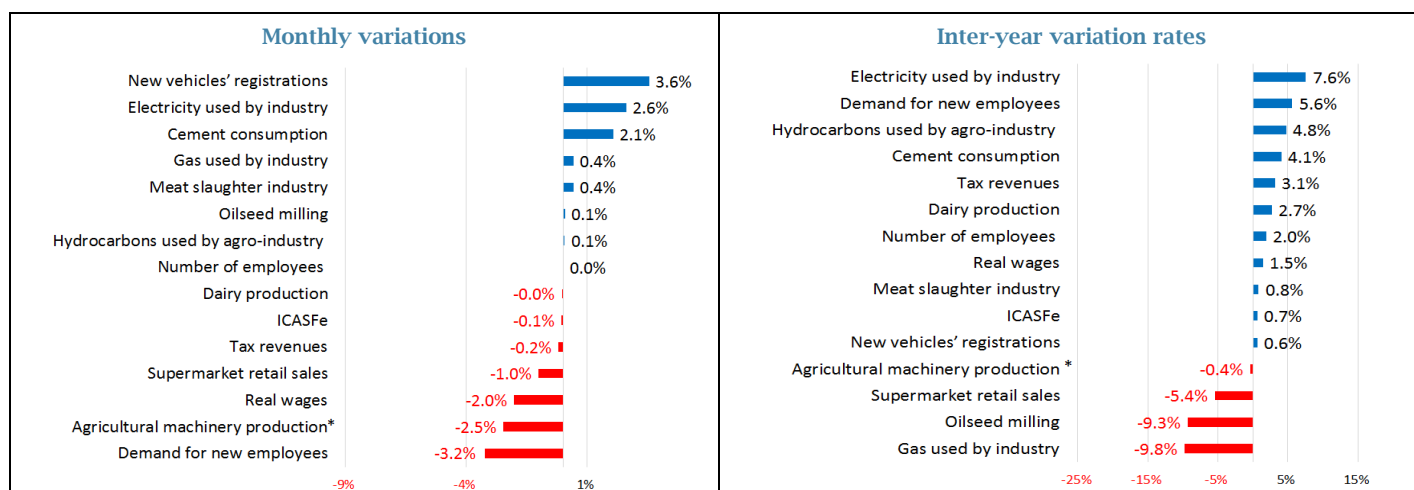 Monthly variations
New vehicles’ registrations 3.6%
Electricity used by industry 2.6%
Cement consumption 2.1%
Gas used by industry 0.4%
Meat slaughter industry 0.4%
Oilseed milling 0.1%
Hydrocarbons used by agro-industry 0.1%
Number of employees 0.0%
Dairy production -0.0%
ICASFe -0.1%
Tax revenues -0.2%
Supermarket retail sales -1.0%
Real wages -2.0%
Agricultural machinery production* -2.5%
Demand for new employees -3.2%
-9% -4% 1%
Inter-year variation rates
Electricity used by industry 7.6%
Demand for new employees 5.6%
Hydrocarbons used by agro-industry 4.8%
Cement consumption 4.1%
Tax revenues 3.1%
Dairy production 2.7%
Number of employees 2.0%
Real wages 1.5%
Meat slaughter industry 0.8%
ICASFe 0.7%
New vehicles’ registrations 0.6%
Agricultural machinery production * -0.4%
Supermarket retail sales -5.4%
Oilseed milling -9.3%
Gas used by industry -9.8%
-25% -15% -5% 5% 15%